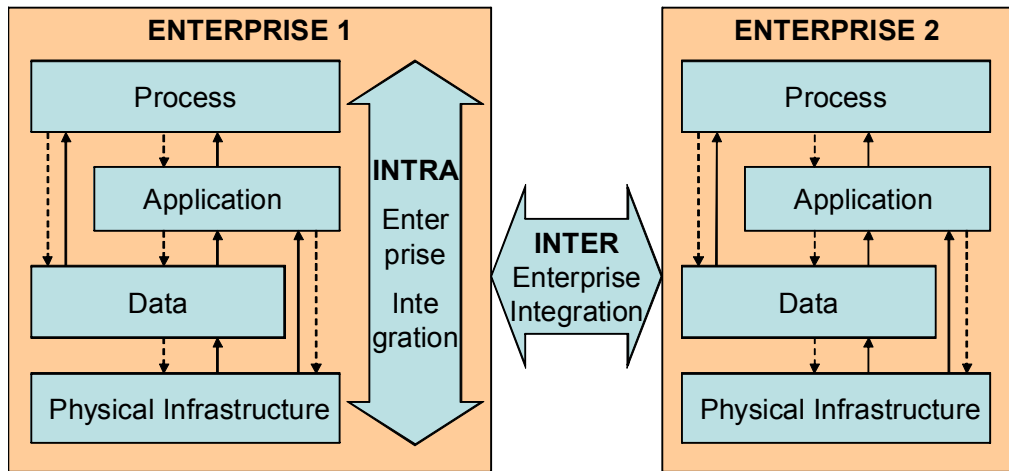 ENTERPRISE 1
Process
Application
Data
Physical Infrastructure
INTRA
Enter
prise
Inte
gration
INTER
Enterprise
Integration
ENTERPRISE 2
Process
Application
Data
Physical Infrastructure